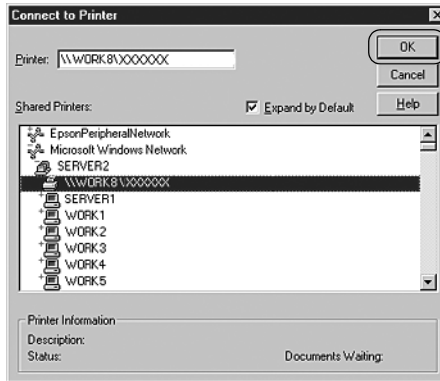 Connect to Printer
Printer: \\WORK8\XXXXXX
OK
Cancel
Shared Printers:
Expand by Default
Help
EpsonPeripheralNetwork
Microsoft Windows Network
SERVER2
\\WORK8\XXXXXX
SERVER1
WORK1
WORK2
WORK3
WORK4
WORK5
Printer Information
Description:
Status: Documents Waiting: